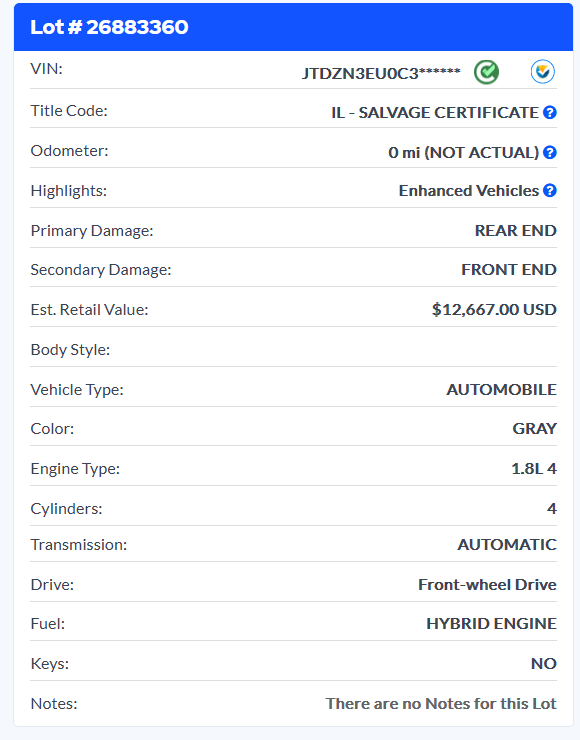 Lot # 26883360
VIN: JTDZN3EU0C3******
Title Code: IL - SALVAGE CERTIFICATE ?
Odometer: 0 mi (NOT ACTUAL) ?
Highlights: Enhanced Vehicles ?
Primary Damage: REAR END
Secondary Damage: FRONT END
Est. Retail Value: $12,667.00 USD
Body Style:
Vehicle Type: AUTOMOBILE
Color: GRAY
Engine Type: 1.8L 4
Cylinders: 4
Transmission: AUTOMATIC
Drive: Front-wheel Drive
Fuel: HYBRID ENGINE
Keys: NO
Notes: There are no Notes for this Lot